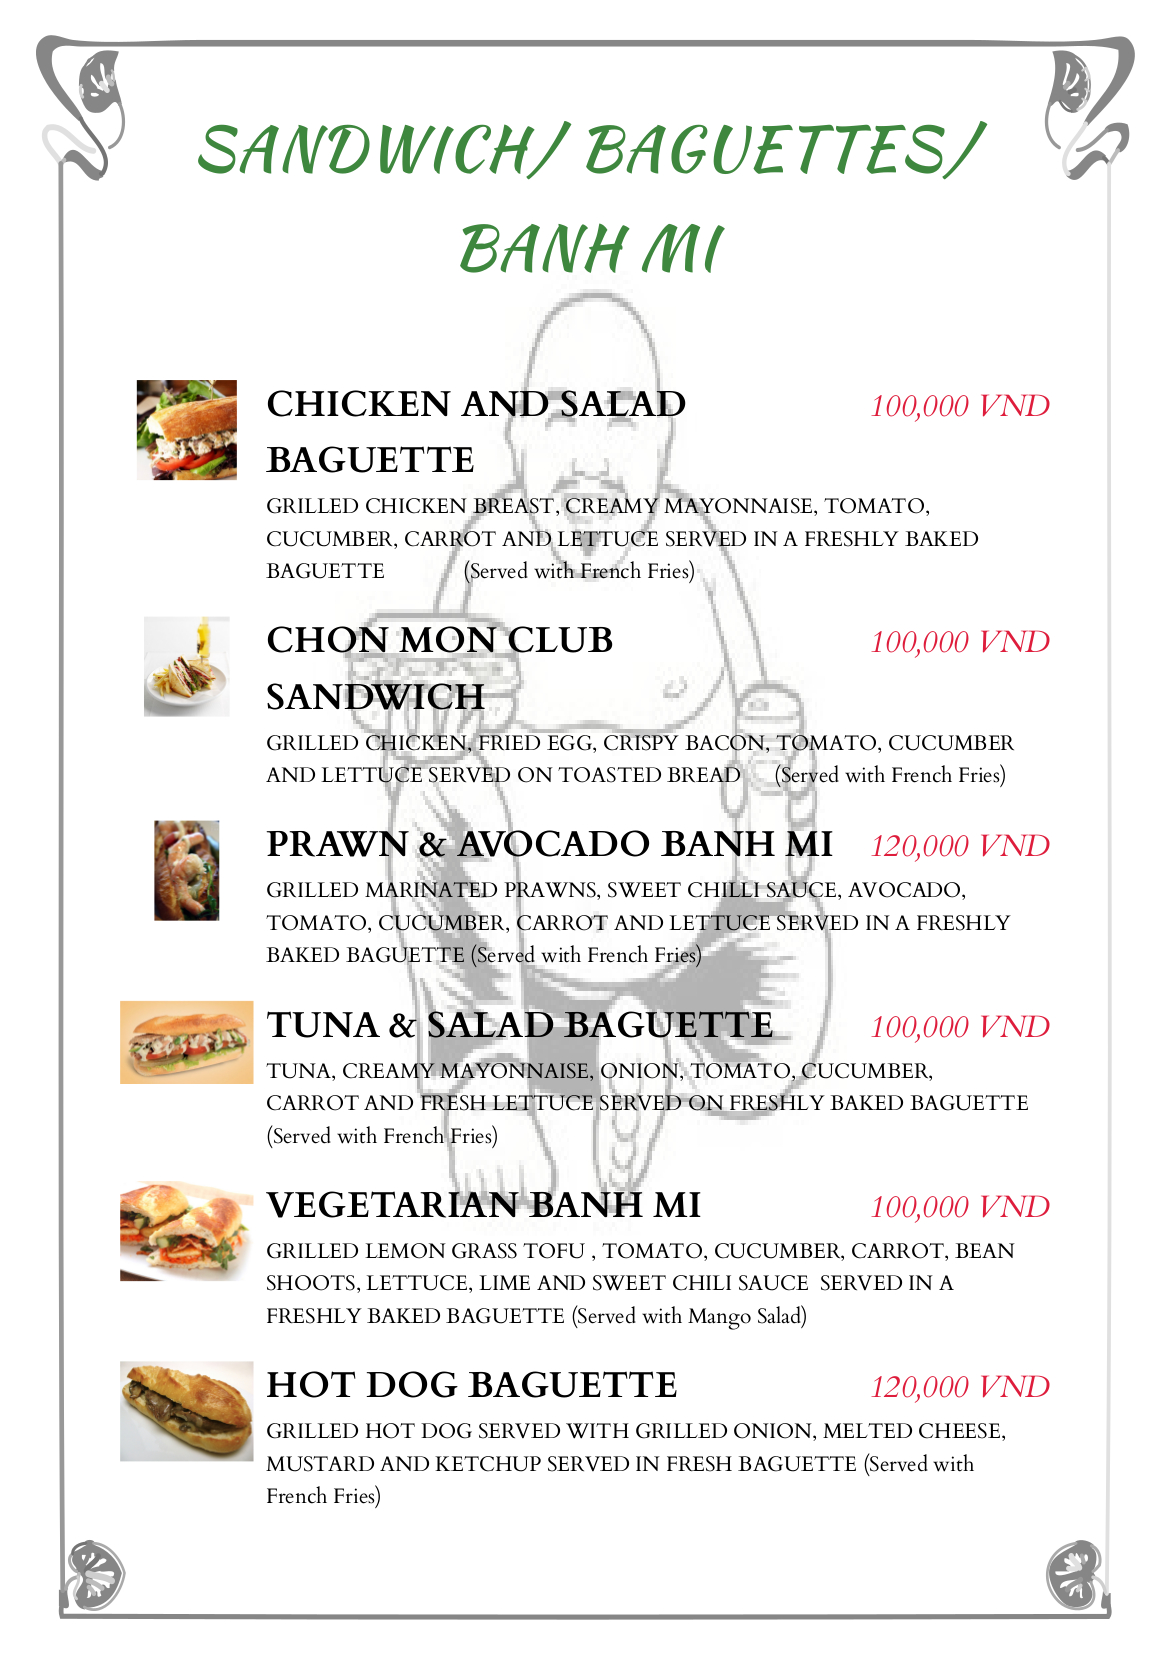 SANDWICH/ BAGUETTES/
BANH MI
CHICKEN AND SALAD 100,000 VND
BAGUETTE
GRILLED CHICKEN BREAST, CREAMY MAYONNAISE, TOMATO,
CUCUMBER, CARROT AND LETTUCE SERVED IN A FRESHLY BAKED
BAGUETTE (Served with French Fries)
CHON MON CLUB 100,000 VND
SANDWICH
GRILLED CHICKEN, FRIED EGG, CRISPY BACON, TOMATO, CUCUMBER
AND LETTUCE SERVED ON TOASTED BREAD (Served with French Fries)
PRAWN & AVOCADO BANH MI 120,000 VND
GRILLED MARINATED PRAWNS, SWEET CHILLI SAUCE, AVOCADO,
TOMATO, CUCUMBER, CARROT AND LETTUCE SERVED IN A FRESHLY
BAKED BAGUETTE (Served with French Fries)
TUNA & SALAD BAGUETTE 100,000 VND
TUNA, CREAMY MAYONNAISE, ONION, TOMATO, CUCUMBER,
CARROT AND FRESH LETTUCE SERVED ON FRESHLY BAKED BAGUETTE
(Served with French Fries)
VEGETARIAN BANH MI 100,000 VND
GRILLED LEMON GRASS TOFU , TOMATO, CUCUMBER, CARROT, BEAN
SHOOTS, LETTUCE, LIME AND SWEET CHILI SAUCE SERVED IN A
FRESHLY BAKED BAGUETTE (Served with Mango Salad)
HOT DOG BAGUETTE 120,000 VND
GRILLED HOT DOG SERVED WITH GRILLED ONION, MELTED CHEESE,
MUSTARD AND KETCHUP SERVED IN FRESH BAGUETTE (Served with
French Fries)